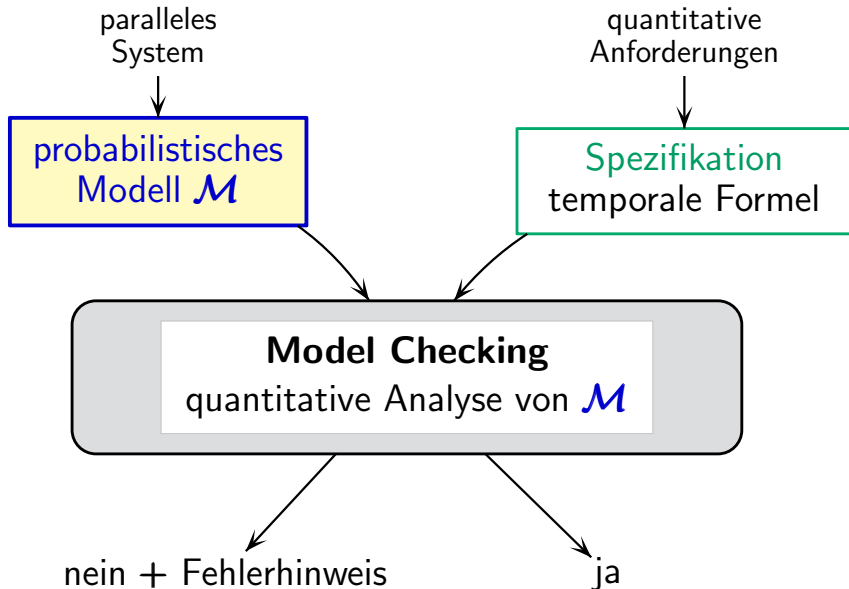 paralleles
System
quantitative
Anforderungen
probabilistisches
Modell 𝓜
Spezifikation
temporale Formel
Model Checking
quantitative Analyse von 𝓜
nein + Fehlerhinweis
ja